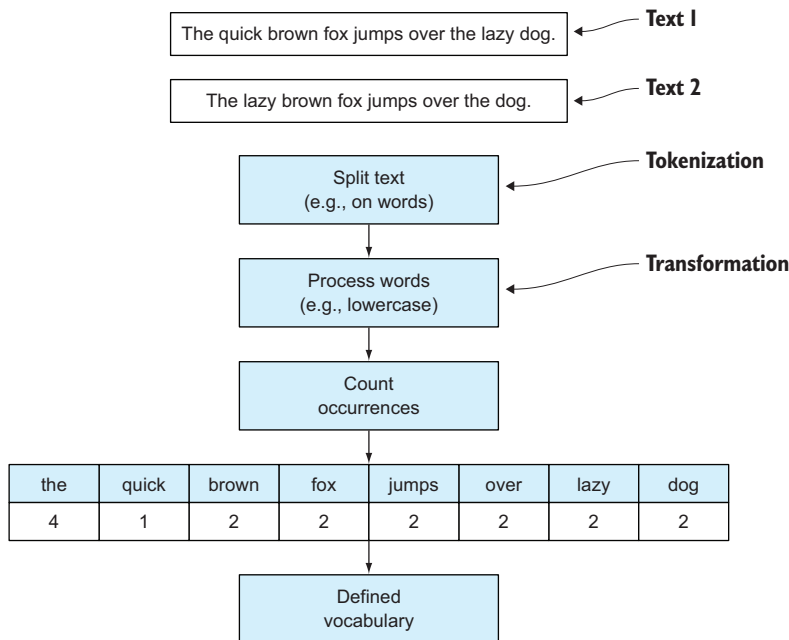 The quick brown fox jumps over the lazy dog.
Text 1
The lazy brown fox jumps over the dog.
Text 2
Split text
(e.g., on words)
Tokenization
Process words
(e.g., lowercase)
Transformation
Count
occurrences
the quick brown fox jumps over lazy dog
4 1 2 2 2 2 2 2
Defined
vocabulary